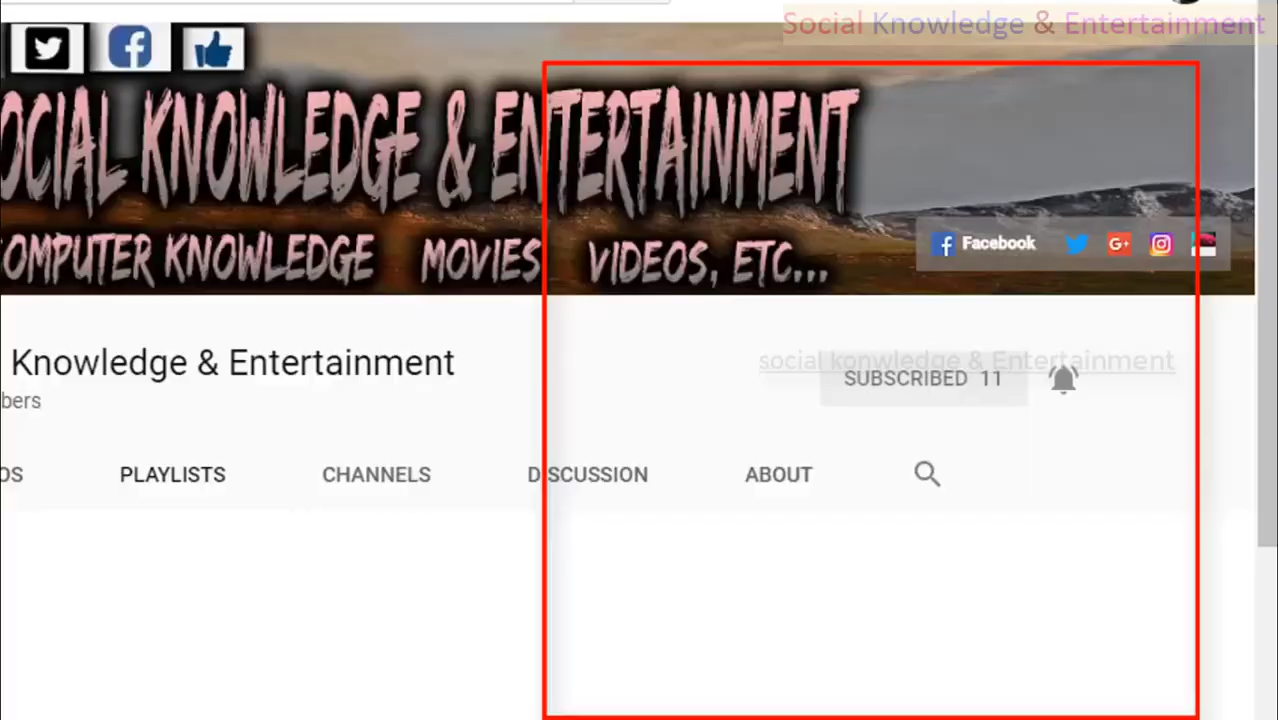 Social Knowledge & Entertainment
OCIAL KNOWLEDGE & ENTERTAINMENT
OMPUTER KNOWLEDGE MOVIES VIDEOS, ETC...
Facebook
Knowledge & Entertainment
social konwledge & Entertainment
bers
SUBSCRIBED 11
OS PLAYLISTS CHANNELS DISCUSSION ABOUT